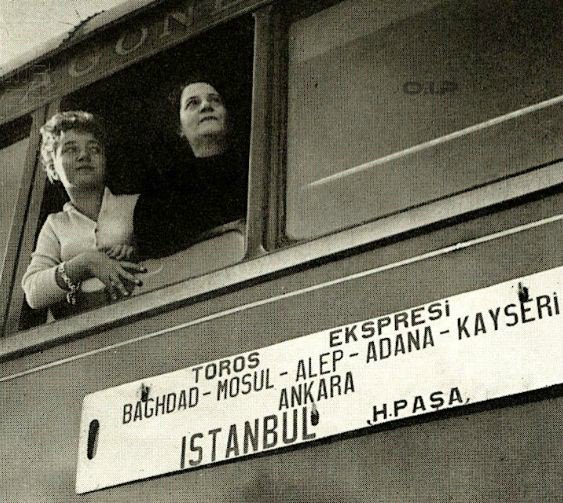 O.I.P
TOROS EKSPRESİ
BAGHDAD-MOSUL-ALEP-ADANA-KAYSERİ
ANKARA
ISTANBUL H.PAŞA,